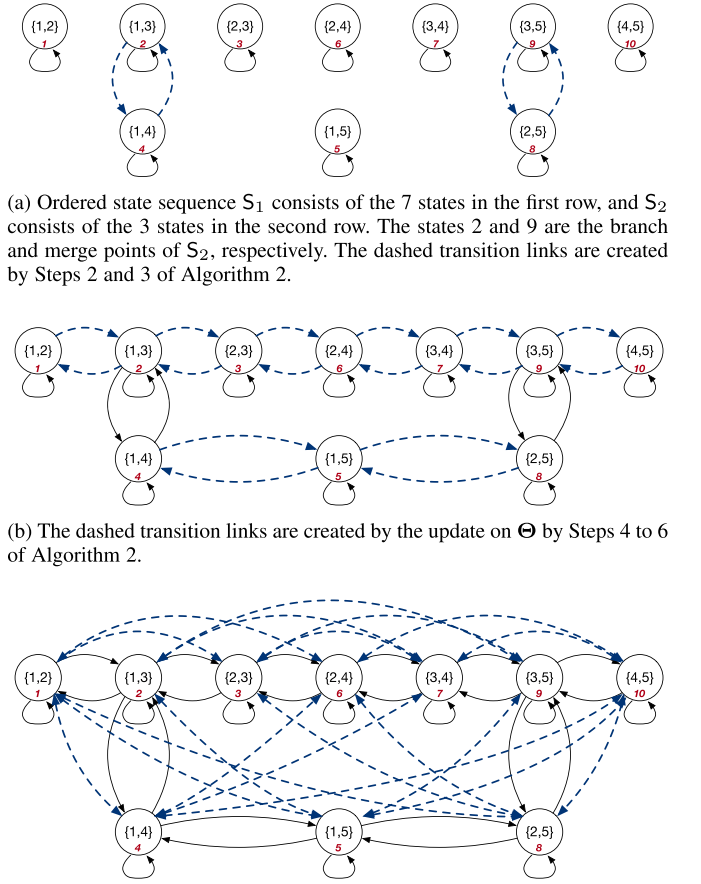 {1,2} {1,3} {2,3} {2,4} {3,4} {3,5} {4,5}
1 2 3 6 7 9 10
{1,4} {1,5} {2,5}
4 5 8
(a) Ordered state sequence S₁ consists of the 7 states in the first row, and S₂
consists of the 3 states in the second row. The states 2 and 9 are the branch
and merge points of S₂, respectively. The dashed transition links are created
by Steps 2 and 3 of Algorithm 2.
{1,2} {1,3} {2,3} {2,4} {3,4} {3,5} {4,5}
1 2 3 6 7 9 10
{1,4} {1,5} {2,5}
4 5 8
(b) The dashed transition links are created by the update on Θ by Steps 4 to 6
of Algorithm 2.
{1,2} {1,3} {2,3} {2,4} {3,4} {3,5} {4,5}
1 2 3 6 7 9 10
{1,4} {1,5} {2,5}
4 5 8